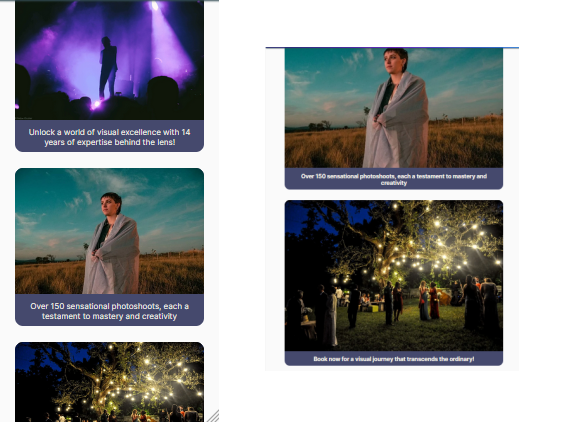 Unlock a world of visual excellence with 14
years of expertise behind the lens!
Over 150 sensational photoshoots, each a
testament to mastery and creativity
Over 150 sensational photoshoots, each a testament to mastery and
creativity
Book now for a visual journey that transcends the ordinary!